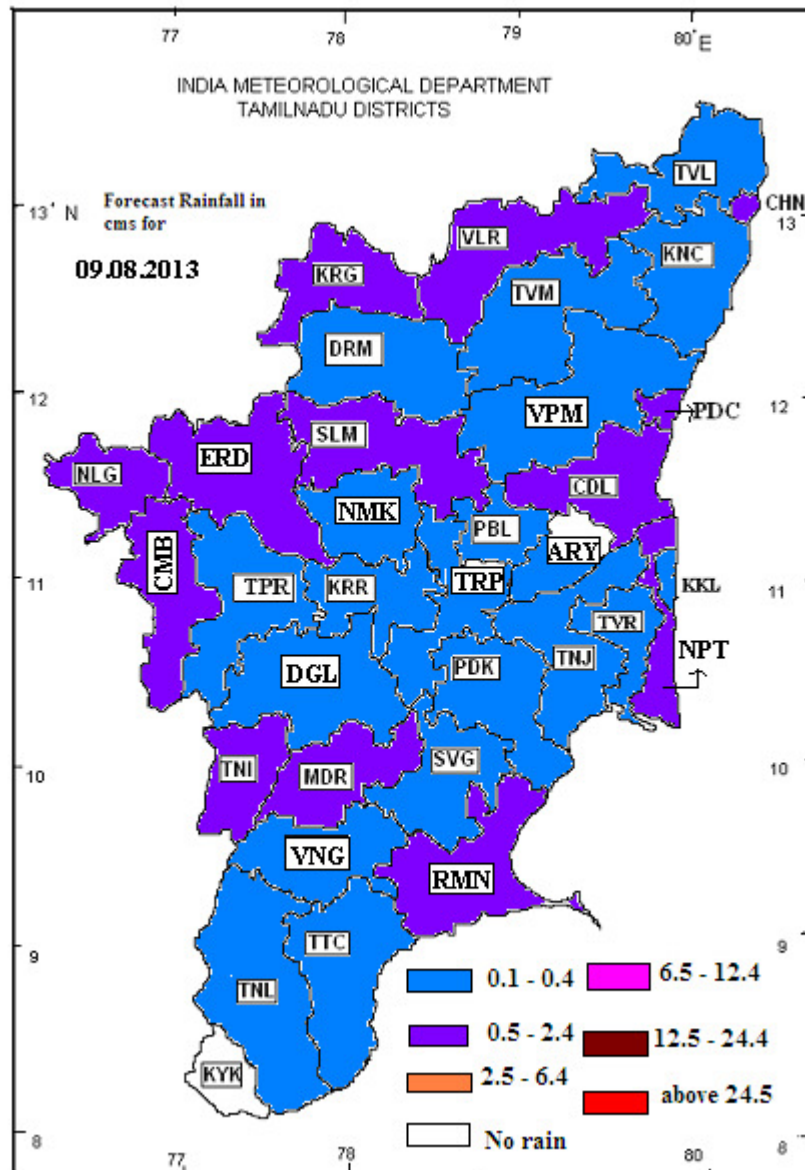 77 78 79 80° E
INDIA METEOROLOGICAL DEPARTMENT
TAMILNADU DISTRICTS
TVL
Forecast Rainfall in
cms for
13° N
CHN
13
VLR
KNC
09.08.2013
KRG
TVM
DRM
12 12
VPM PDC
SLM
ERD
NLG CDL
NMK
PBL
CMB ARY
11 TPR KRR TRP KKL 11
TVR
NPT
DGL PDK TNJ
10 TNI MDR SVG 10
VNG
RMN
9 TTC 9
0.1 - 0.4 6.5 - 12.4
TNL
0.5 - 2.4 12.5 - 24.4
KYK 2.5 - 6.4
above 24.5
No rain
8 8
77 78 80